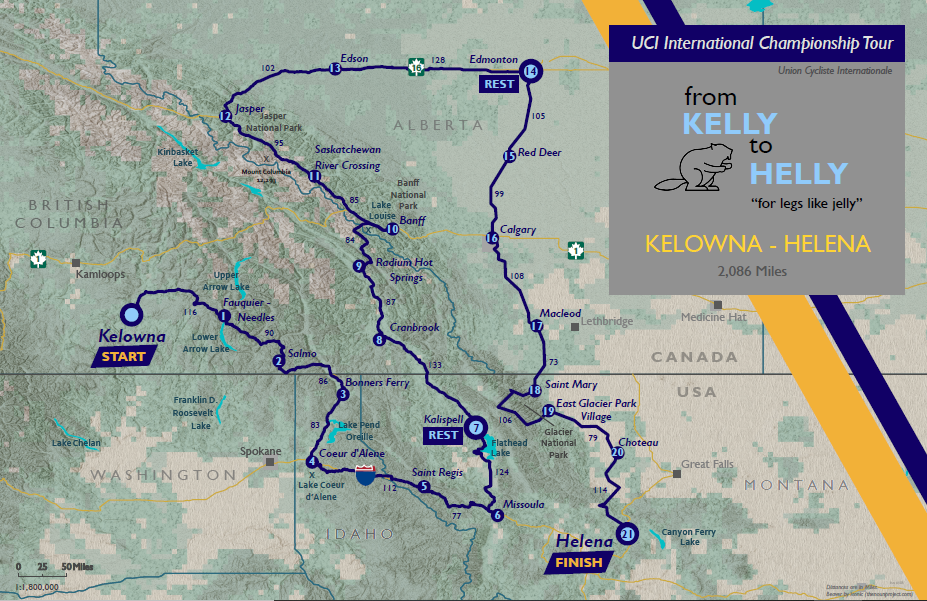 UCI International Championship Tour
Union Cycliste Internationale
from
KELLY
to
HELLY
“for legs like jelly”
KELOWNA - HELENA
2,086 Miles
102
13
Edson
16
128
Edmonton
14
REST
12
Jasper
Jasper
National Park
105
ALBERTA
95
Kinbasket
Lake
X
Mount Columbia
Saskatchewan
River Crossing
11
15
Red Deer
85
Banff
National
Park
99
BRITISH
COLUMBIA
Lake
Louise
X
10
Banff
84
16
Calgary
1
1
Kamloops
9
Radium Hot
Springs
Upper
Arrow Lake
108
87
116
Fauquier -
Needles
1
Kelowna
START
Lower
Arrow Lake
90
8
Cranbrook
Macleod
17
Lethbridge
Medicine Hat
2
Salmo
133
73
CANADA
USA
86
Bonners Ferry
3
18
Saint Mary
Franklin D.
Roosevelt
Lake
83
Lake Pend
Oreille
Kalispell
7
REST
106
19
East Glacier Park
Village
Glacier
National
Park
79
Flathead
Lake
20
Choteau
Lake Chelan
Spokane
4
Coeur d'Alene
X
Lake Coeur
d'Alene
WASHINGTON
112
Saint Regis
5
124
Great Falls
MONTANA
114
77
6
Missoula
IDAHO
Helena
21
FINISH
Canyon Ferry
Lake
0 25 50 Miles
1:1,800,000
Distances are in Miles
Beaver by Iconic (thenounproject.com)